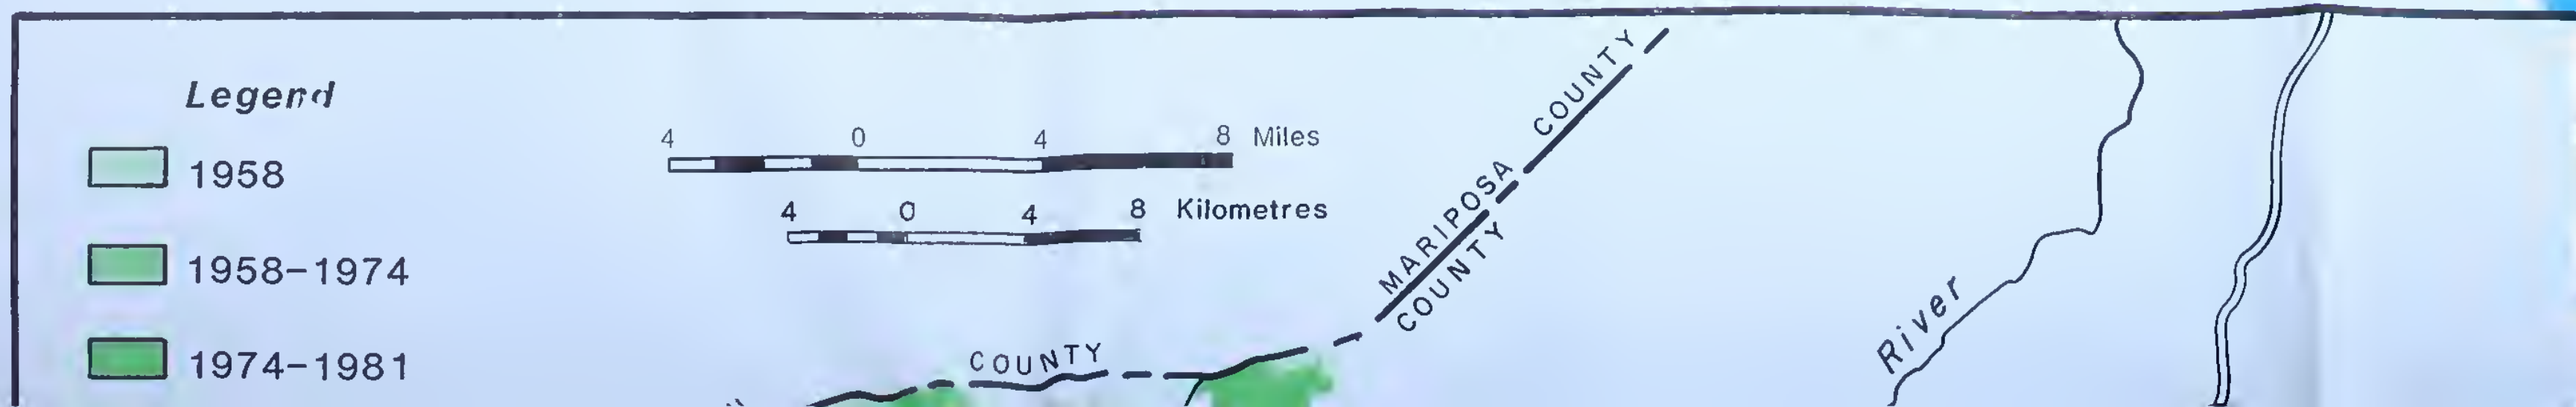 Legend
1958
1958-1974
1974-1981
4 0 4 8 Miles
4 0 4 8 Kilometres
MARIPOSA COUNTY
COUNTY
COUNTY
River